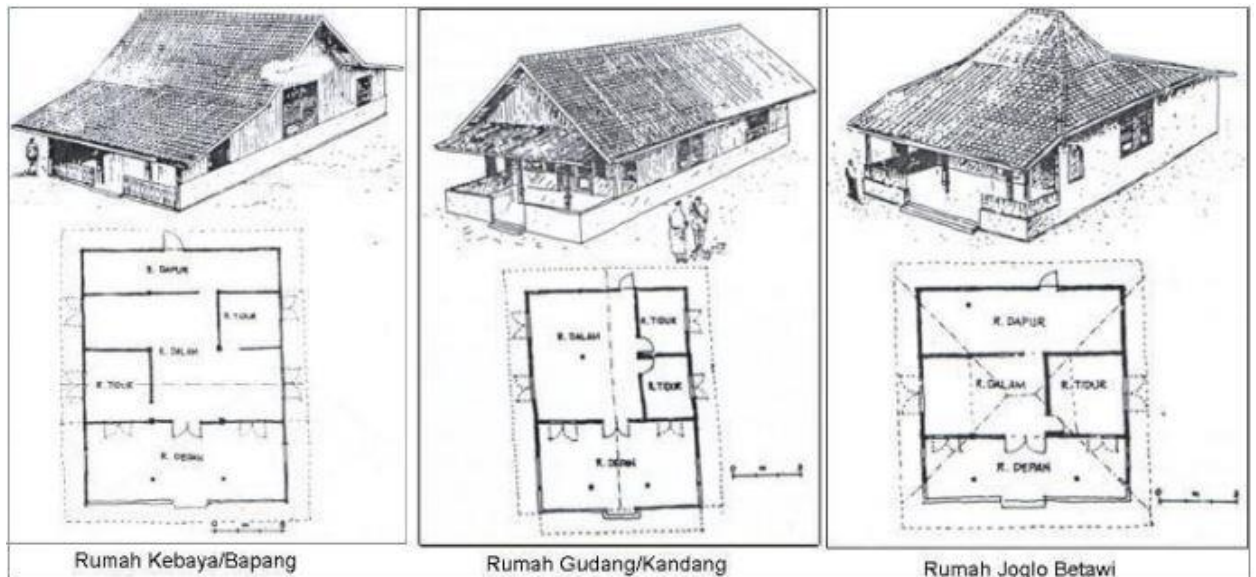 R. DAPUR
R. TIDUR
R. DALAM
R. TIDUR
R. DEPAN
Rumah Kebaya/Bapang
R. DALAM
R. TIDUR
R. TIDUR
R. DEPAN
Rumah Gudang/Kandang
R. DAPUR
R. DALAM
R. TIDUR
R. DEPAN
Rumah Joglo Betawi